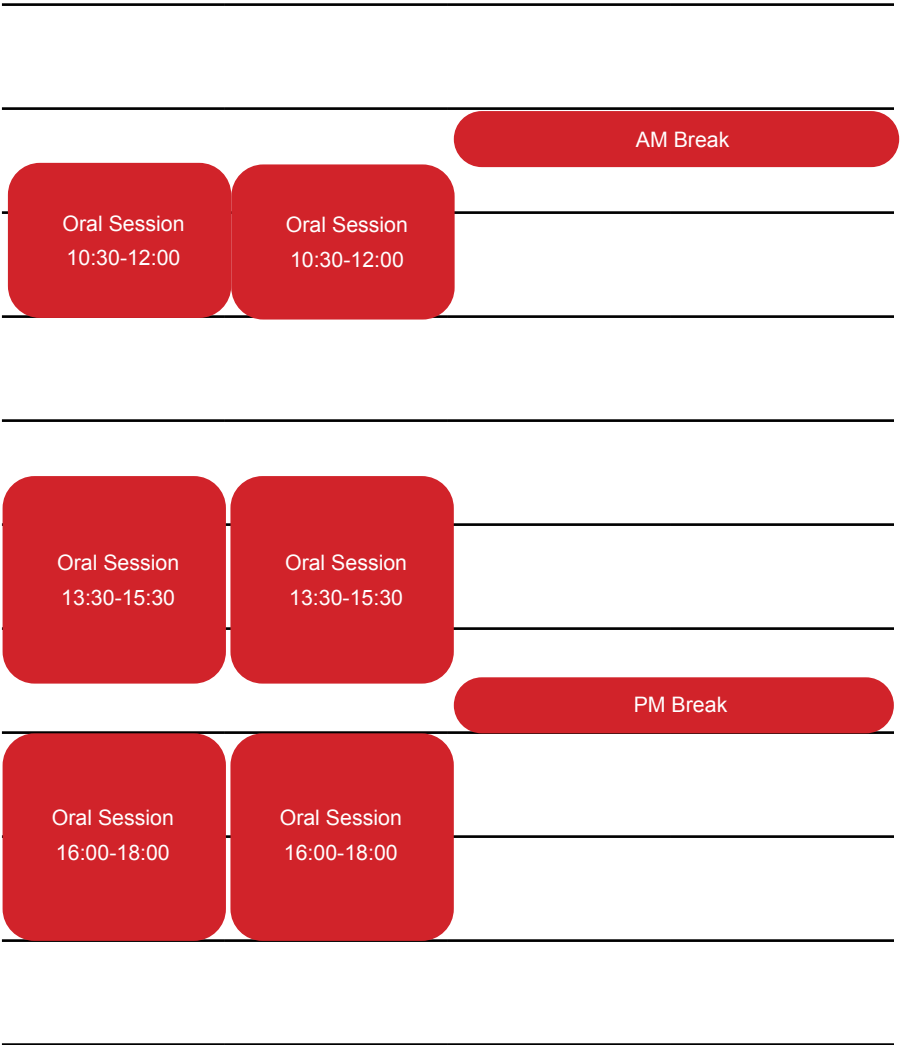 AM Break
Oral Session
10:30-12:00
Oral Session
10:30-12:00
Oral Session
13:30-15:30
Oral Session
13:30-15:30
PM Break
Oral Session
16:00-18:00
Oral Session
16:00-18:00